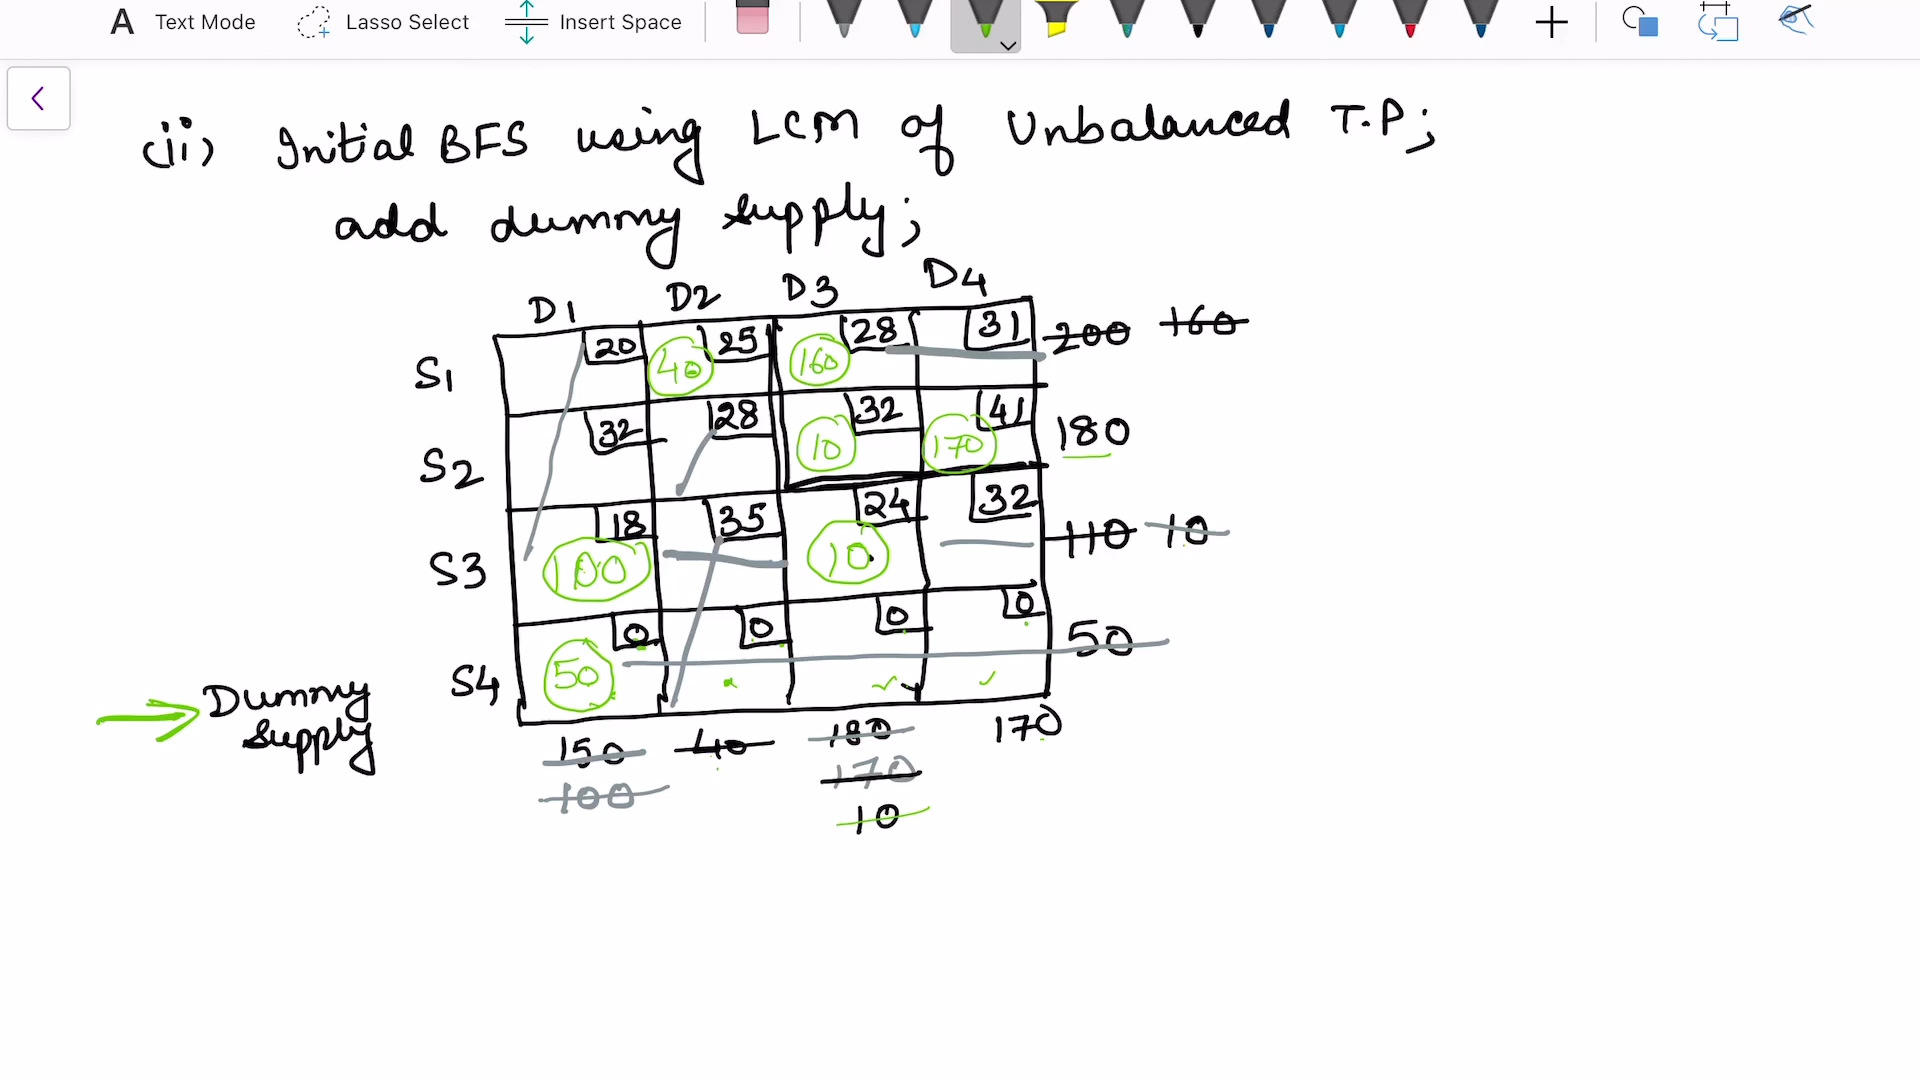 Text Mode Lasso Select Insert Space
(ii) Initial BFS using LCM of Unbalanced T.P;
add dummy supply;
D1 D2 D3 D4
S1 20 40 25 160 28 31 200 160
S2 32 28 10 32 170 41 180
S3 18 100 35 24 10 32 110 10
Dummy Supply S4 0 50 0 0 0 50
150 40 180 170
100 170
10